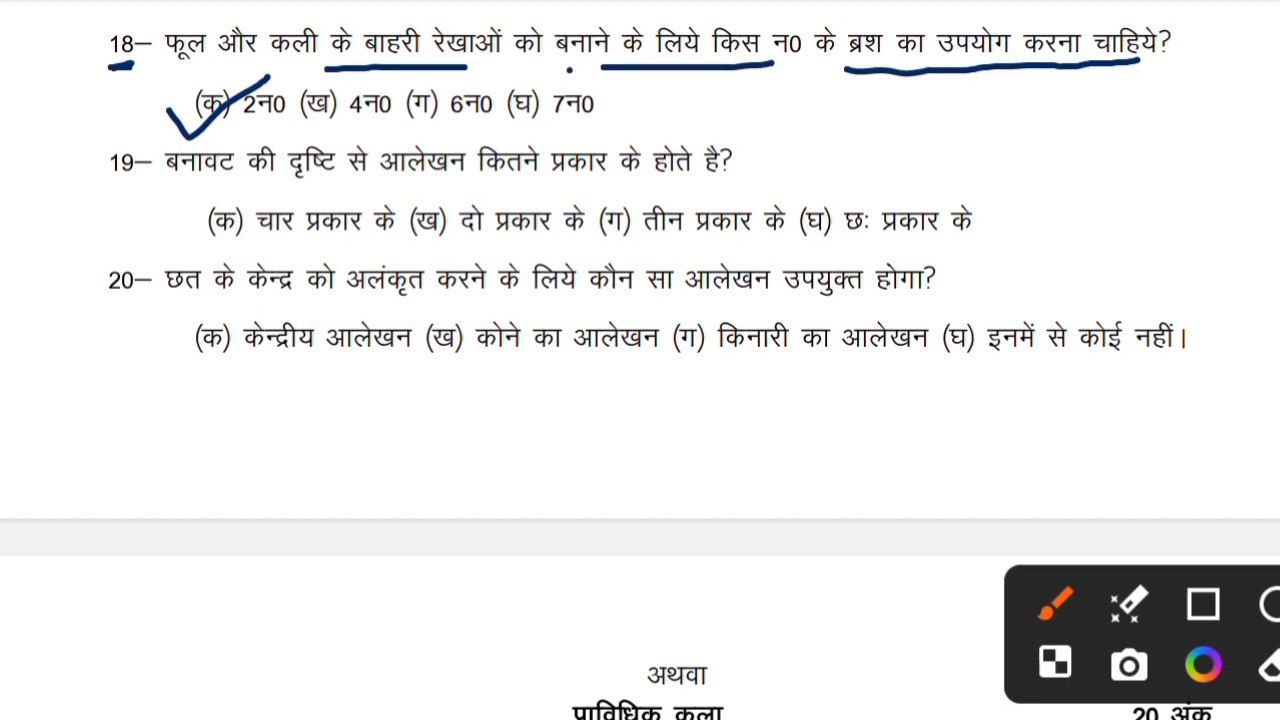 18– फूल और कली के बाहरी रेखाओं को बनाने के लिये किस न0 के ब्रश का उपयोग करना चाहिये?
(क) 2न0 (ख) 4न0 (ग) 6न0 (घ) 7न0
19– बनावट की दृष्टि से आलेखन कितने प्रकार के होते है?
(क) चार प्रकार के (ख) दो प्रकार के (ग) तीन प्रकार के (घ) छः प्रकार के
20– छत के केन्द्र को अलंकृत करने के लिये कौन सा आलेखन उपयुक्त होगा?
(क) केन्द्रीय आलेखन (ख) कोने का आलेखन (ग) किनारी का आलेखन (घ) इनमें से कोई नहीं।
अथवा
प्राविधिक कला 20 अंक